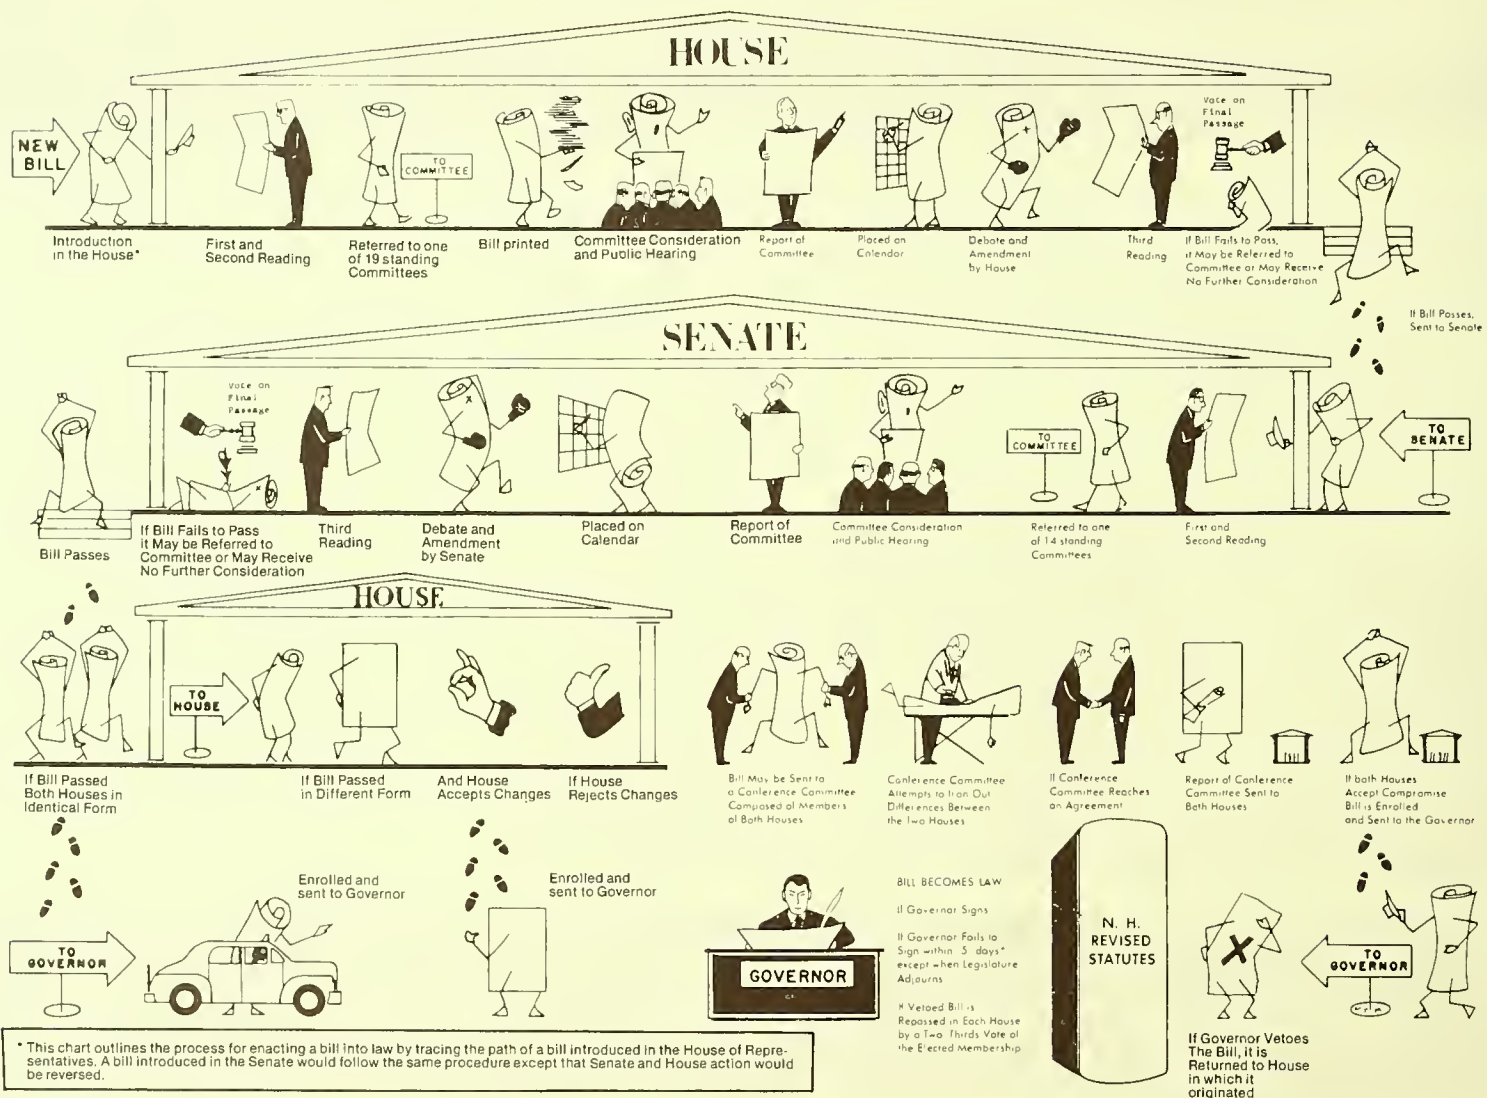 HOUSE
NEW
BILL
TO
COMMITTEE
Vote on
Final
Passage
Introduction
in the House*
First and
Second Reading
Referred to one
of 19 standing
Committees
Bill printed
Committee Consideration
and Public Hearing
Report of
Committee
Placed on
Calendar
Debate and
Amendment
by House
Third
Reading
If Bill Fails to Pass,
it May be Referred to
Committee or May Receive
No Further Consideration
If Bill Passes,
Sent to Senate
SENATE
Vote on
Final
Passage
TO
COMMITTEE
TO
SENATE
Bill Passes
If Bill Fails to Pass
it May be Referred to
Committee or May Receive
No Further Consideration
Third
Reading
Debate and
Amendment
by Senate
Placed on
Calendar
Report of
Committee
Committee Consideration
and Public Hearing
Referred to one
of 14 standing
Committees
First and
Second Reading
HOUSE
TO
HOUSE
If Bill Passed
Both Houses in
Identical Form
If Bill Passed
in Different Form
And House
Accepts Changes
If House
Rejects Changes
Bill May be Sent to
a Conference Committee
Composed of Members
of Both Houses
Conference Committee
Attempts to Iron Out
Differences Between
the Two Houses
If Conference
Committee Reaches
an Agreement
Report of Conference
Committee Sent to
Both Houses
If both Houses
Accept Compromise
Bill is Enrolled
and Sent to the Governor
TO
GOVERNOR
Enrolled and
sent to Governor
Enrolled and
sent to Governor
GOVERNOR
BILL BECOMES LAW
If Governor Signs
If Governor Fails to
Sign within 5 days*
except when Legislature
Adjourns
If Vetoed Bill is
Repassed in Each House
by a Two Thirds Vote of
the Elected Membership
N. H.
REVISED
STATUTES
X
TO
GOVERNOR
If Governor Vetoes
The Bill, it is
Returned to House
in which it
originated
* This chart outlines the process for enacting a bill into law by tracing the path of a bill introduced in the House of Repre-
sentatives. A bill introduced in the Senate would follow the same procedure except that Senate and House action would
be reversed.